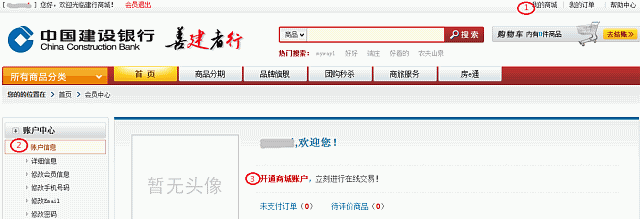 [ ] 您好，欢迎光临建行商城！ 会员退出 ① 我的商城 我的订单 帮助中心
中国建设银行 善建者行 商品 搜索 购物车 内有0件商品 去结账
China Construction Bank
热门搜索： 好好 端庄 好香的 农夫山泉
所有商品分类 首 页 商品分期 品牌旗舰 团购秒杀 商旅服务 房e通
您的的位置在 > 首页 > 会员中心
账户中心
② 账户信息
详细信息
修改会员信息
修改手机号码
修改Email
修改密码
,欢迎您！
暂无头像
③ 开通商城账户，立刻进行在线交易！
未支付订单（0） 待评价商品（0）